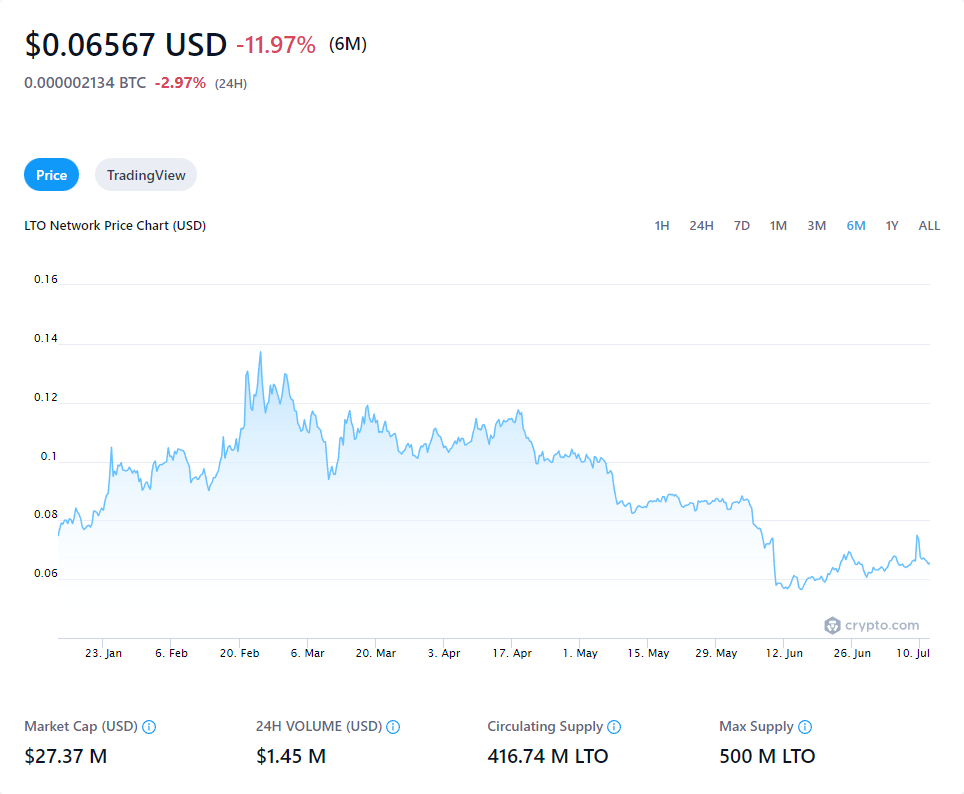 $0.06567 USD -11.97% (6M)
0.000002134 BTC -2.97% (24H)
Price TradingView
LTO Network Price Chart (USD) 1H 24H 7D 1M 3M 6M 1Y ALL
0.16
0.14
0.12
0.1
0.08
0.06
crypto.com
23. Jan 6. Feb 20. Feb 6. Mar 20. Mar 3. Apr 17. Apr 1. May 15. May 29. May 12. Jun 26. Jun 10. Jul
Market Cap (USD) 24H VOLUME (USD) Circulating Supply Max Supply
$27.37 M $1.45 M 416.74 M LTO 500 M LTO